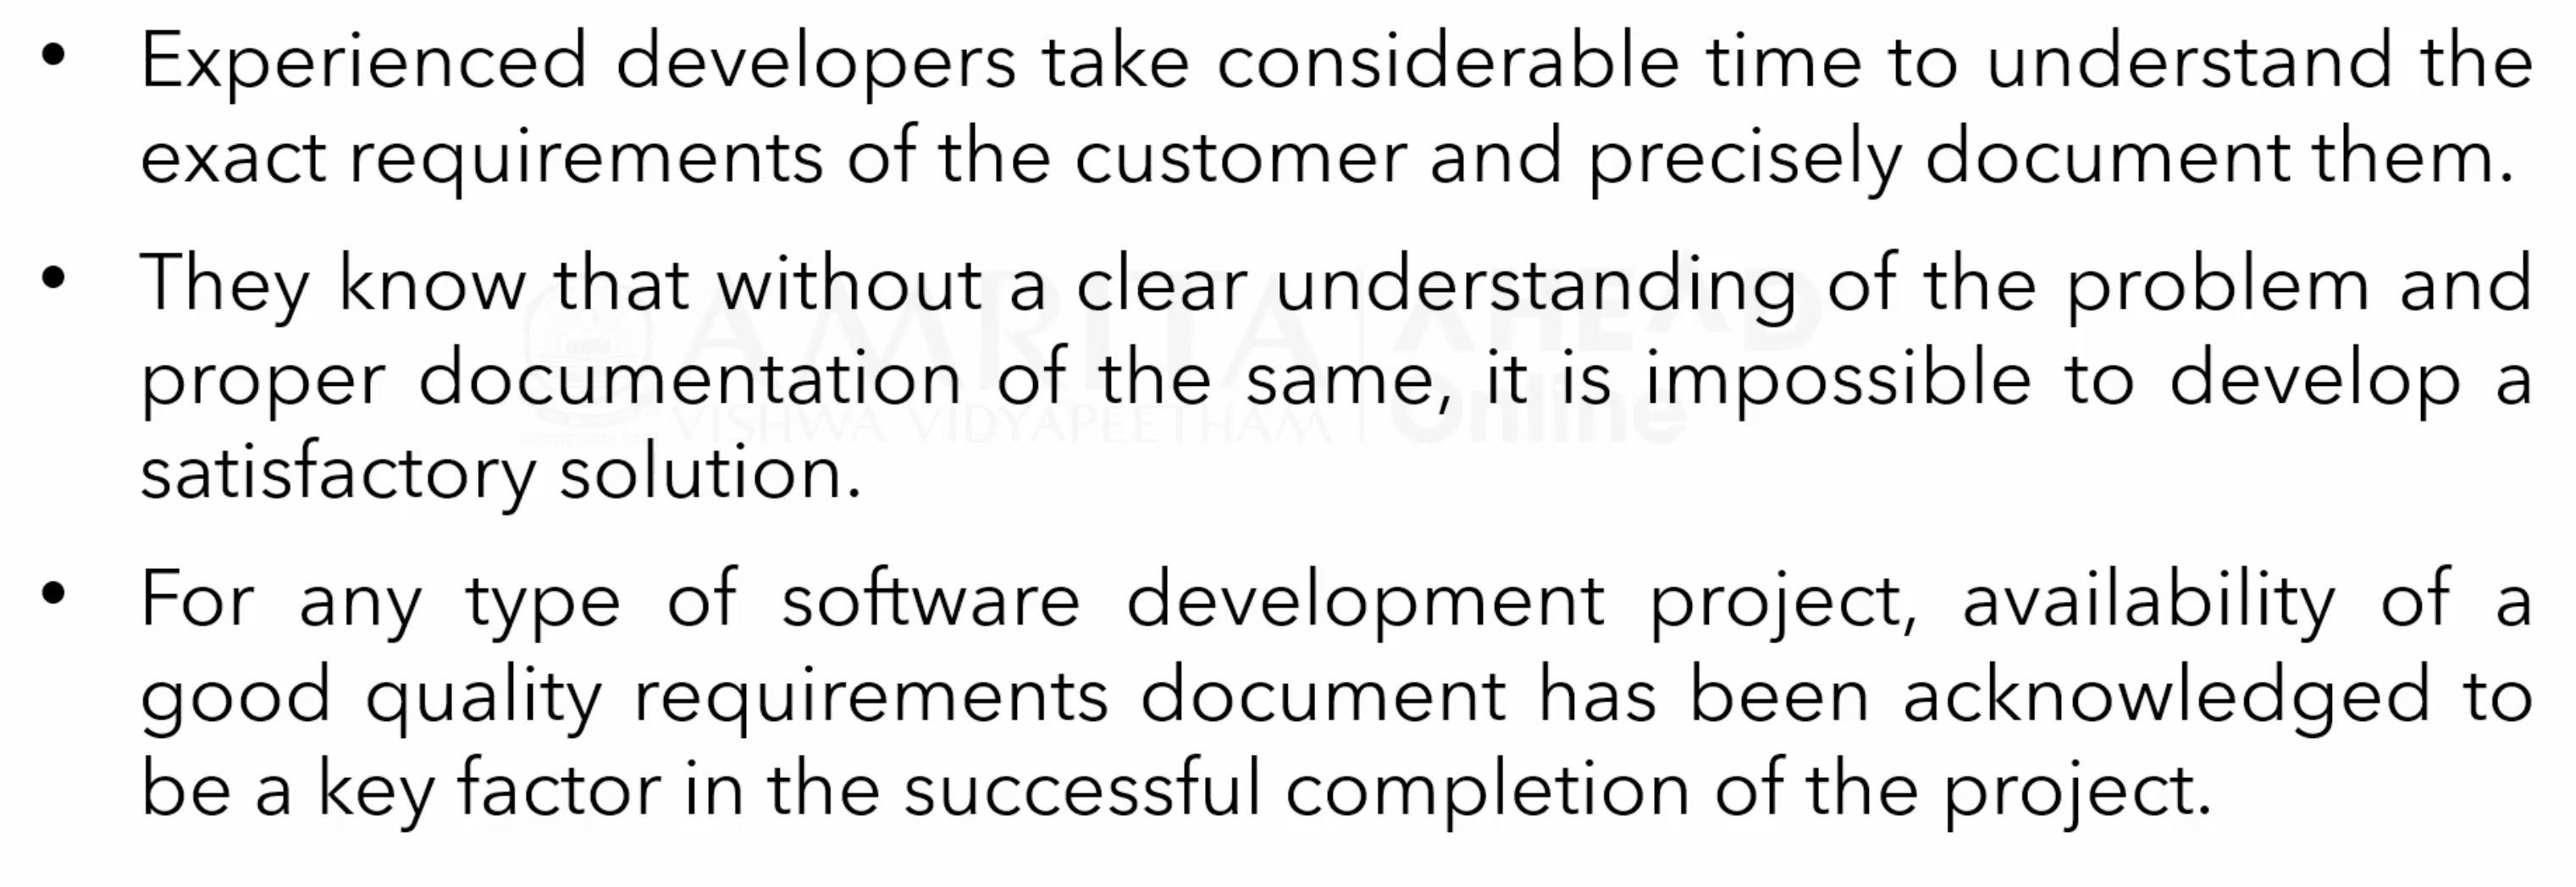 • Experienced developers take considerable time to understand the
exact requirements of the customer and precisely document them.
• They know that without a clear understanding of the problem and
proper documentation of the same, it is impossible to develop a
satisfactory solution.
• For any type of software development project, availability of a
good quality requirements document has been acknowledged to
be a key factor in the successful completion of the project.
AMRITA
VISHWA VIDYAPEETHAM
AHEAD
Online